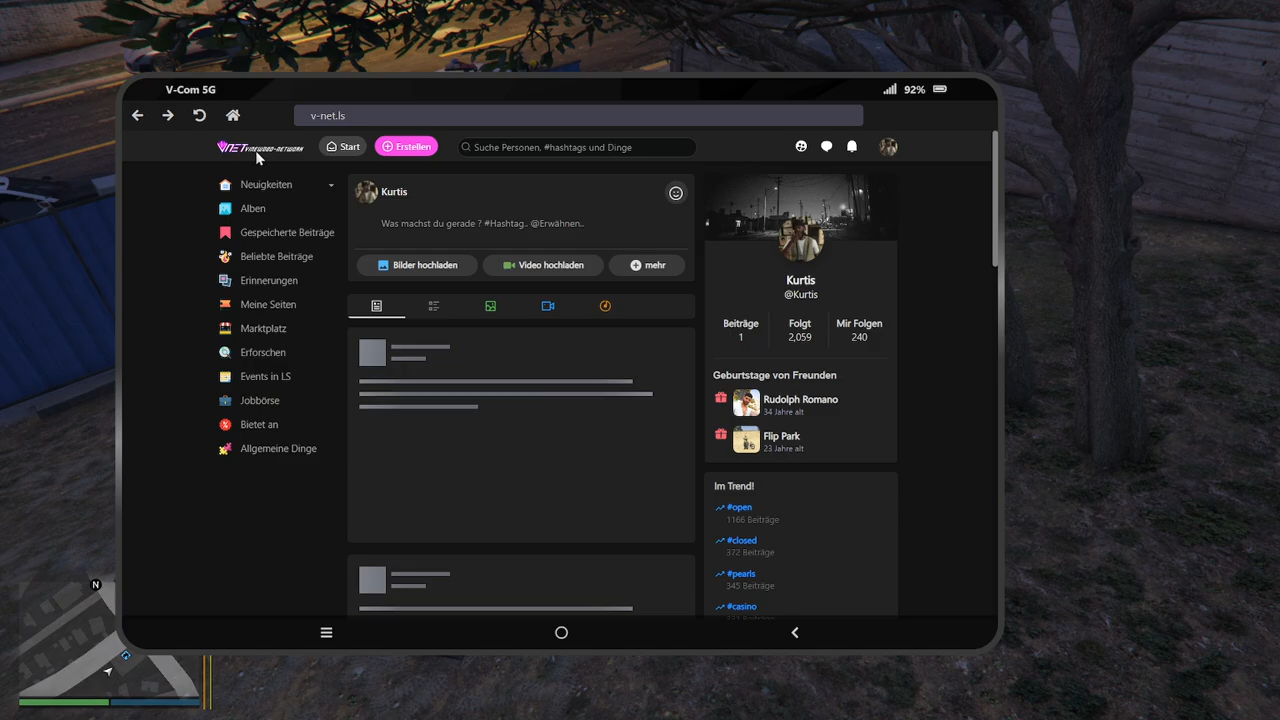 V-Com 5G
92%
v-net.ls
VNET VINEWOOD-NETWORK
Start
Erstellen
Suche Personen, #hashtags und Dinge
Neuigkeiten
Alben
Gespeicherte Beiträge
Beliebte Beiträge
Erinnerungen
Meine Seiten
Marktplatz
Erforschen
Events in LS
Jobbörse
Bietet an
Allgemeine Dinge
Kurtis
Was machst du gerade ? #Hashtag.. @Erwähnen..
Bilder hochladen
Video hochladen
mehr
Kurtis
@Kurtis
Beiträge
1
Folgt
2,059
Mir Folgen
240
Geburtstage von Freunden
Rudolph Romano
34 Jahre alt
Flip Park
23 Jahre alt
Im Trend!
#open
1166 Beiträge
#closed
372 Beiträge
#pearls
345 Beiträge
#casino
N